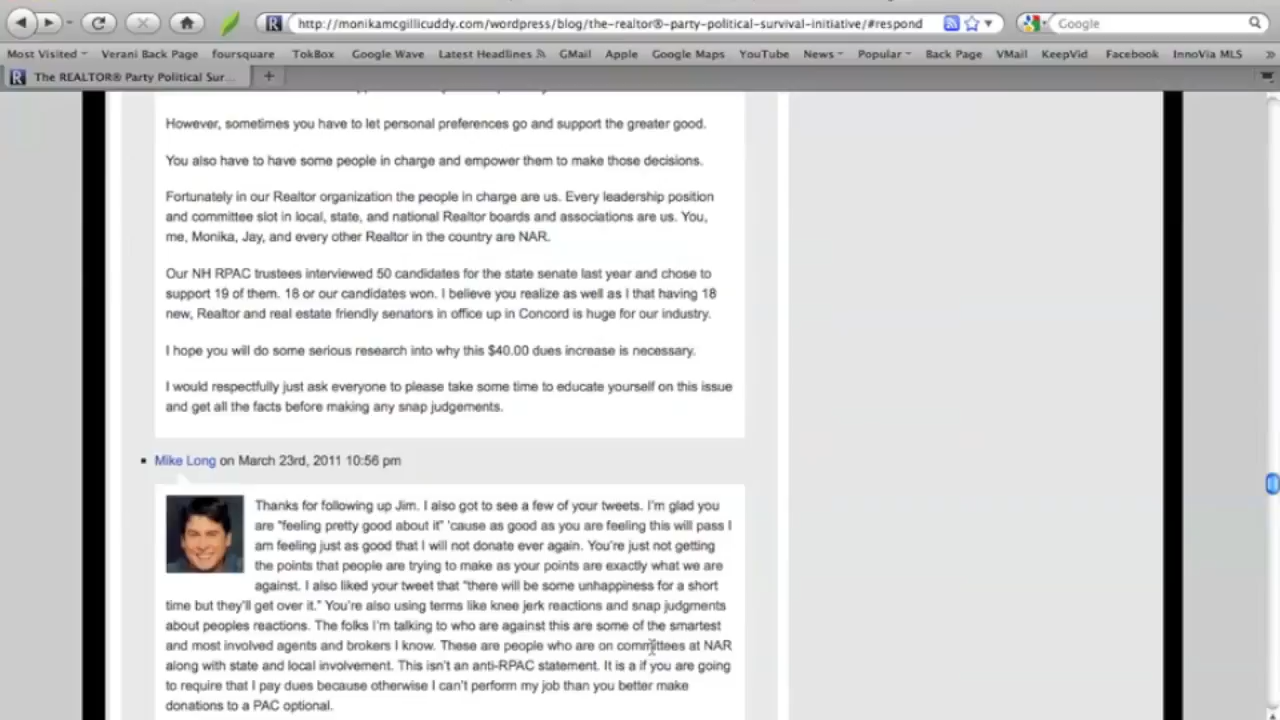 http://monikamcgillicuddy.com/wordpress/blog/the-realtor®-party-political-survival-initiative/#respond
Google
Most Visited Verani Back Page foursquare TokBox Google Wave Latest Headlines GMail Apple Google Maps YouTube News Popular Back Page VMail KeepVid Facebook InnoVia MLS »
R The REALTOR® Party Political Sur... +
However, sometimes you have to let personal preferences go and support the greater good.
You also have to have some people in charge and empower them to make those decisions.
Fortunately in our Realtor organization the people in charge are us. Every leadership position
and committee slot in local, state, and national Realtor boards and associations are us. You,
me, Monika, Jay, and every other Realtor in the country are NAR.
Our NH RPAC trustees interviewed 50 candidates for the state senate last year and chose to
support 19 of them. 18 or our candidates won. I believe you realize as well as I that having 18
new, Realtor and real estate friendly senators in office up in Concord is huge for our industry.
I hope you will do some serious research into why this $40.00 dues increase is necessary.
I would respectfully just ask everyone to please take some time to educate yourself on this issue
and get all the facts before making any snap judgements.
Mike Long on March 23rd, 2011 10:56 pm
Thanks for following up Jim. I also got to see a few of your tweets. I'm glad you
are "feeling pretty good about it" 'cause as good as you are feeling this will pass I
am feeling just as good that I will not donate ever again. You're just not getting
the points that people are trying to make as your points are exactly what we are
against. I also liked your tweet that "there will be some unhappiness for a short
time but they'll get over it." You're also using terms like knee jerk reactions and snap judgments
about peoples reactions. The folks I'm talking to who are against this are some of the smartest
and most involved agents and brokers I know. These are people who are on committees at NAR
along with state and local involvement. This isn't an anti-RPAC statement. It is a if you are going
to require that I pay dues because otherwise I can't perform my job than you better make
donations to a PAC optional.